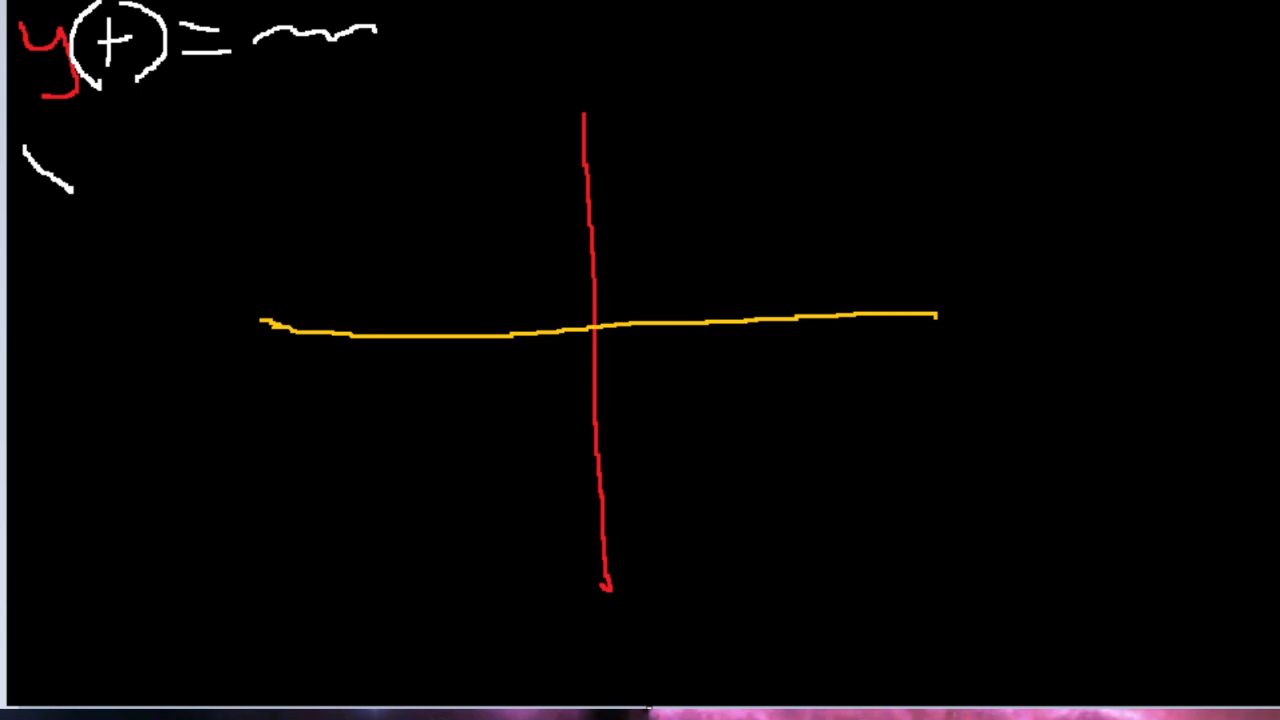 y(t) =